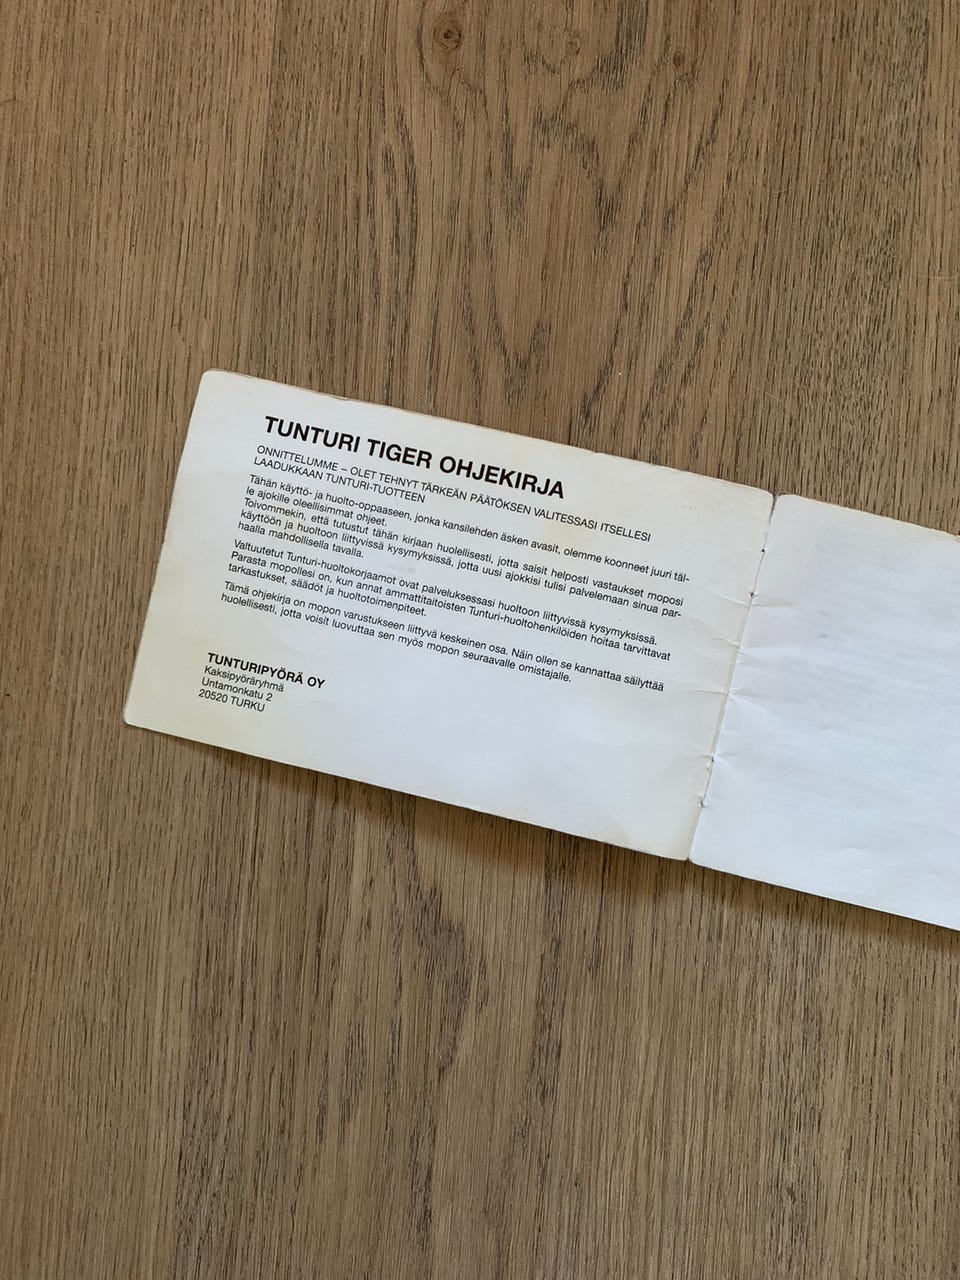 TUNTURI TIGER OHJEKIRJA
ONNITTELUMME – OLET TEHNYT TÄRKEÄN PÄÄTÖKSEN VALITESSASI ITSELLESI
LAADUKKAAN TUNTURI-TUOTTEEN
Tähän käyttö- ja huolto-oppaaseen, jonka kansilehden äsken avasit, olemme koonneet juuri täl-
le ajokille oleellisimmat ohjeet.
Toivommekin, että tutustut tähän kirjaan huolellisesti, jotta saisit helposti vastaukset moposi
käyttöön ja huoltoon liittyvissä kysymyksissä, jotta uusi ajokkisi tulisi palvelemaan sinua par-
haalla mahdollisella tavalla.
Valtuutetut Tunturi-huoltokorjaamot ovat palveluksessasi huoltoon liittyvissä kysymyksissä.
Parasta mopollesi on, kun annat ammattitaitoisten Tunturi-huoltohenkilöiden hoitaa tarvittavat
tarkastukset, säädöt ja huoltotoimenpiteet.
Tämä ohjekirja on mopon varustukseen liittyvä keskeinen osa. Näin ollen se kannattaa säilyttää
huolellisesti, jotta voisit luovuttaa sen myös mopon seuraavalle omistajalle.
TUNTURIPYÖRÄ OY
Kaksipyöräryhmä
Untamonkatu 2
20520 TURKU